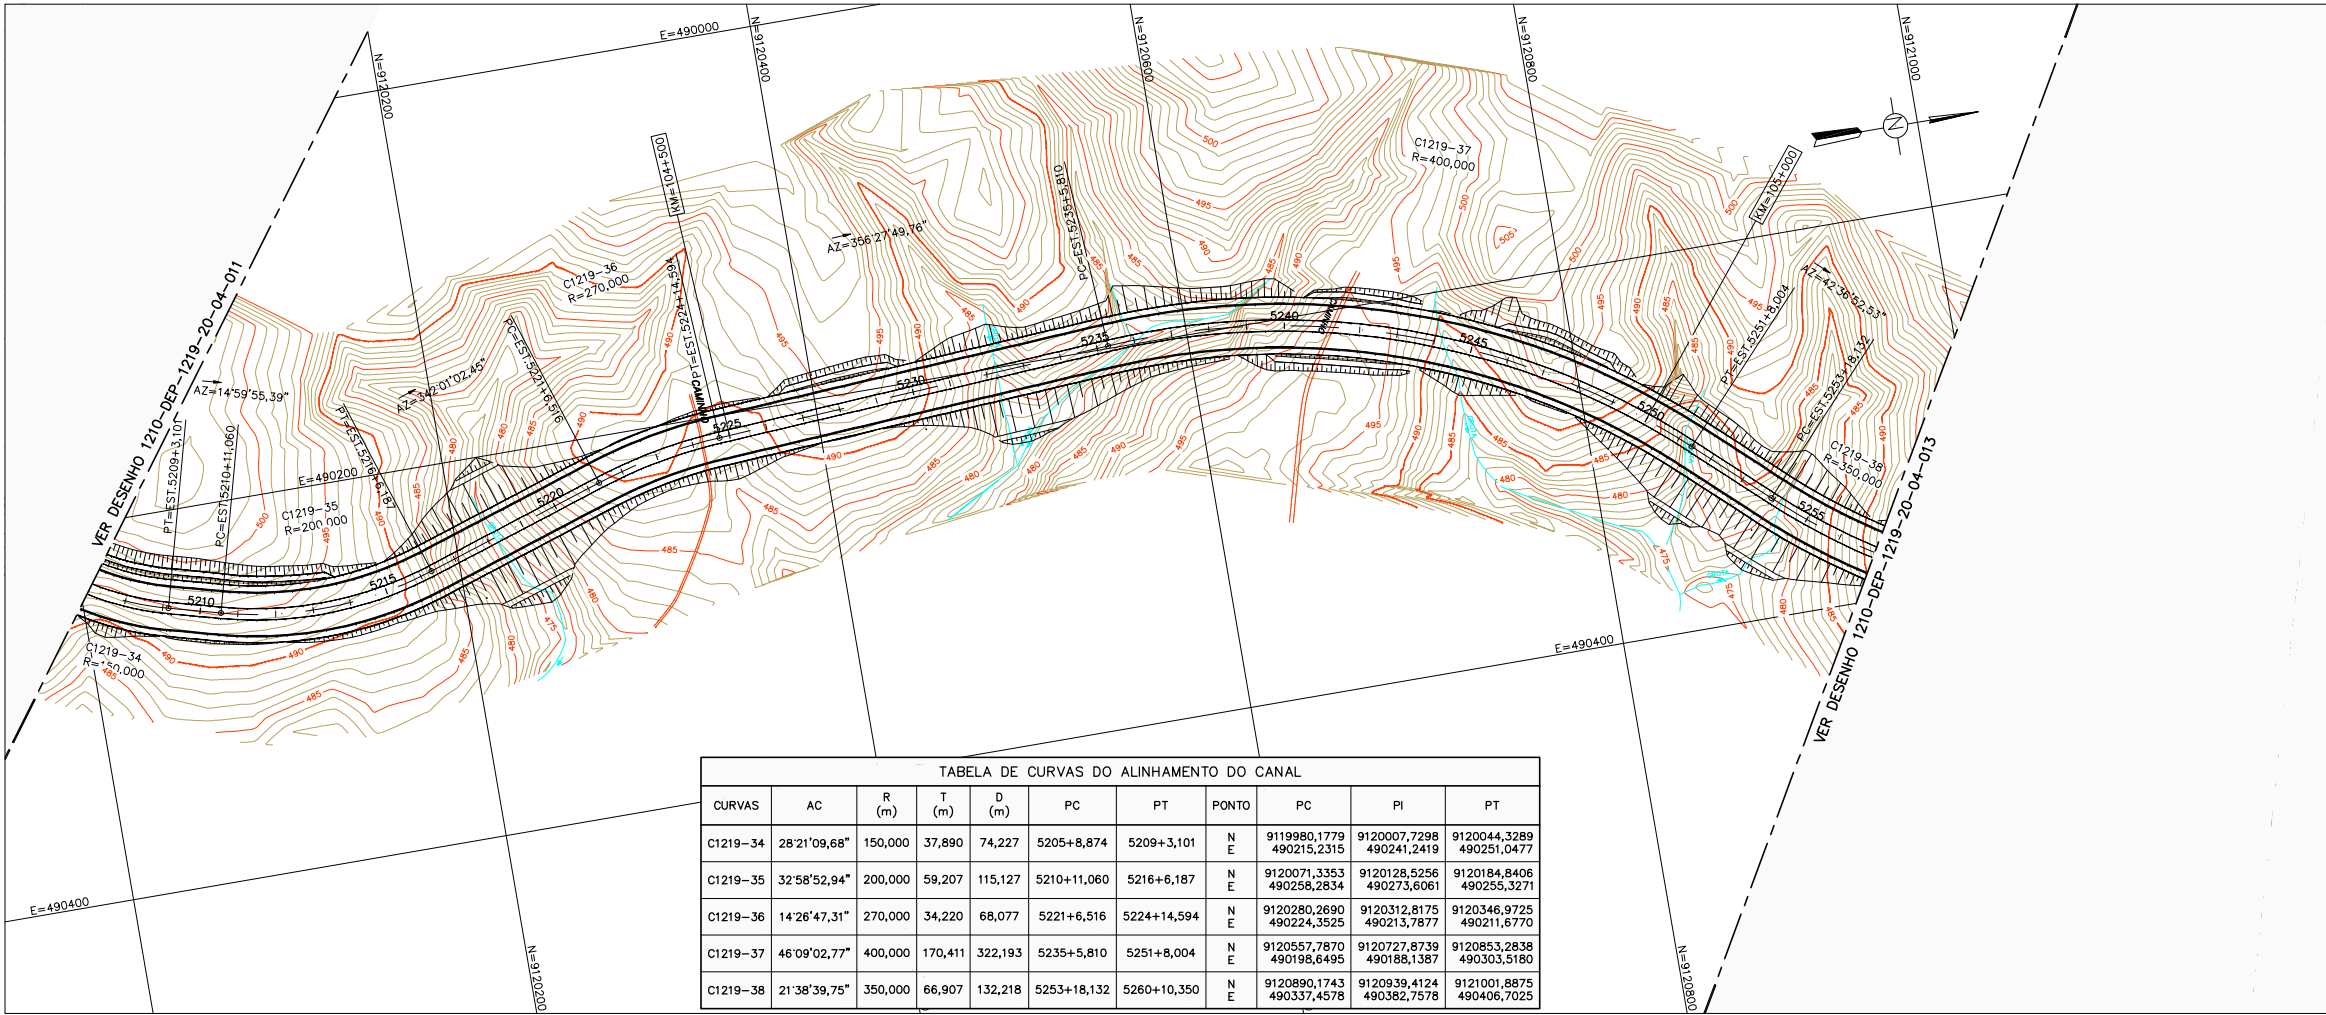 E=490000
N=9120200
N=9120400
N=9120600
N=9120800
N=9121000
N
VER DESENHO 1210-DEP-1219-20-04-011
AZ=14°59'55,39"
PT=EST.5209+3,101
PC=EST.5210+11,060
C1219-34
R=150,000
C1219-35
R=200,000
E=490200
PT=EST.5216+6,187
AZ=342°01'02,45"
PC=EST.5221+6,516
C1219-36
R=270,000
KM=104+500
PT=EST.5224+14,594
CAMINHO
AZ=356°27'49,76"
PC=EST.5235+5,810
C1219-37
R=400,000
KM=105+000
PT=EST.5251+8,004
AZ=42°36'52,53"
PC=EST.5253+18,132
C1219-38
R=350,000
VER DESENHO 1210-DEP-1219-20-04-013
5210
5215
5220
5225
5230
5235
5240
5245
5250
5255
E=490400
E=490400
N=9120200
N=9120800
TABELA DE CURVAS DO ALINHAMENTO DO CANAL
CURVAS AC R (m) T (m) D (m) PC PT PONTO PC PI PT
C1219-34 28°21'09,68" 150,000 37,890 74,227 5205+8,874 5209+3,101 N 9119980,1779 9120007,7298 9120044,3289
E 490215,2315 490241,2419 490251,0477
C1219-35 32°58'52,94" 200,000 59,207 115,127 5210+11,060 5216+6,187 N 9120071,3353 9120128,5256 9120184,8406
E 490258,2834 490273,6061 490255,3271
C1219-36 14°26'47,31" 270,000 34,220 68,077 5221+6,516 5224+14,594 N 9120280,2690 9120312,8175 9120346,9725
E 490224,3525 490213,7877 490211,6770
C1219-37 46°09'02,77" 400,000 170,411 322,193 5235+5,810 5251+8,004 N 9120557,7870 9120727,8739 9120853,2838
E 490198,6495 490188,1387 490303,5180
C1219-38 21°38'39,75" 350,000 66,907 132,218 5253+18,132 5260+10,350 N 9120890,1743 9120939,4124 9121001,8875
E 490337,4578 490382,7578 490406,7025